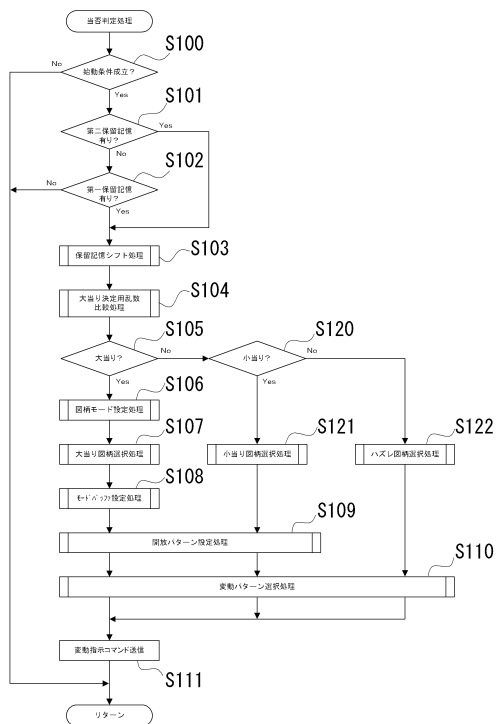 当否判定処理
S100
始動条件成立?
No
Yes
S101
第二保留記憶
有り?
Yes
No
S102
第一保留記憶
有り?
No
Yes
S103
保留記憶シフト処理
S104
大当り決定用乱数
比較処理
S105
大当り?
No
Yes
S120
小当り?
No
Yes
S106
図柄モード設定処理
S107
大当り図柄選択処理
S121
小当り図柄選択処理
S122
ハズレ図柄選択処理
S108
モードバッファ設定処理
S109
開放パターン設定処理
S110
変動パターン選択処理
変動指示コマンド送信
S111
リターン